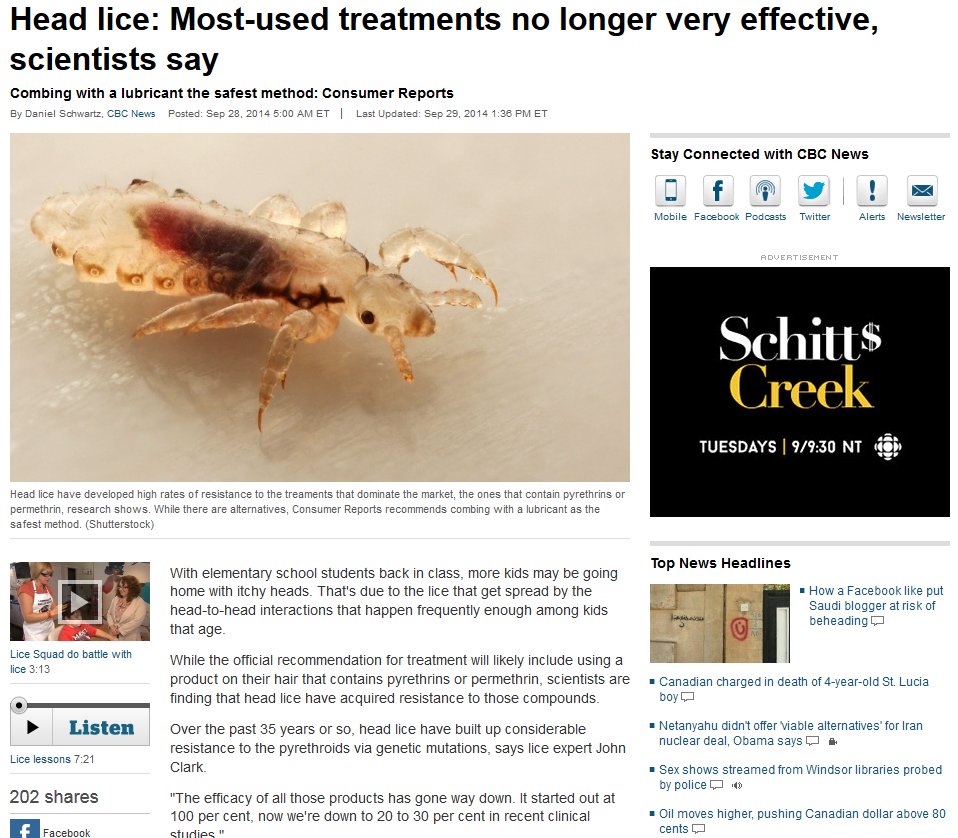 Head lice: Most-used treatments no longer very effective,
scientists say
Combing with a lubricant the safest method: Consumer Reports
By Daniel Schwartz, CBC News Posted: Sep 28, 2014 5:00 AM ET | Last Updated: Sep 29, 2014 1:36 PM ET
Head lice have developed high rates of resistance to the treaments that dominate the market, the ones that contain pyrethrins or
permethrin, research shows. While there are alternatives, Consumer Reports recommends combing with a lubricant as the
safest method. (Shutterstock)
Lice Squad do battle with
lice 3:13
Listen
Lice lessons 7:21
202 shares
Facebook
With elementary school students back in class, more kids may be going
home with itchy heads. That's due to the lice that get spread by the
head-to-head interactions that happen frequently enough among kids
that age.
While the official recommendation for treatment will likely include using a
product on their hair that contains pyrethrins or permethrin, scientists are
finding that head lice have acquired resistance to those compounds.
Over the past 35 years or so, head lice have built up considerable
resistance to the pyrethroids via genetic mutations, says lice expert John
Clark.
"The efficacy of all those products has gone way down. It started out at
100 per cent, now we're down to 20 to 30 per cent in recent clinical
studies."
Stay Connected with CBC News
Mobile Facebook Podcasts Twitter Alerts Newsletter
ADVERTISEMENT
Schitt$
Creek
TUESDAYS | 9/9:30 NT
Top News Headlines
How a Facebook like put
Saudi blogger at risk of
beheading
Canadian charged in death of 4-year-old St. Lucia
boy
Netanyahu didn't offer 'viable alternatives' for Iran
nuclear deal, Obama says
Sex shows streamed from Windsor libraries probed
by police
Oil moves higher, pushing Canadian dollar above 80
cents